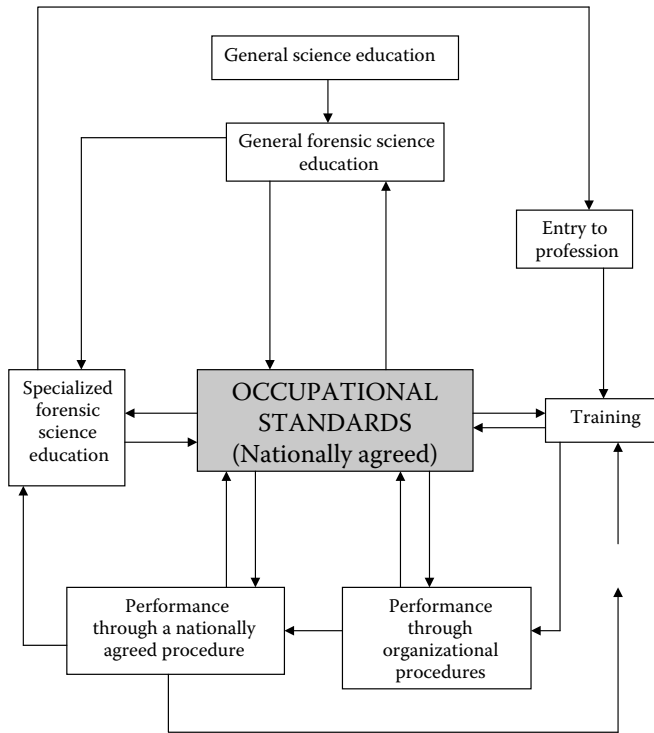 General science education
General forensic science
education
Entry to
profession
Specialized
forensic
science
education
OCCUPATIONAL
STANDARDS
(Nationally agreed)
Training
Performance
through a nationally
agreed procedure
Performance
through
organizational
procedures